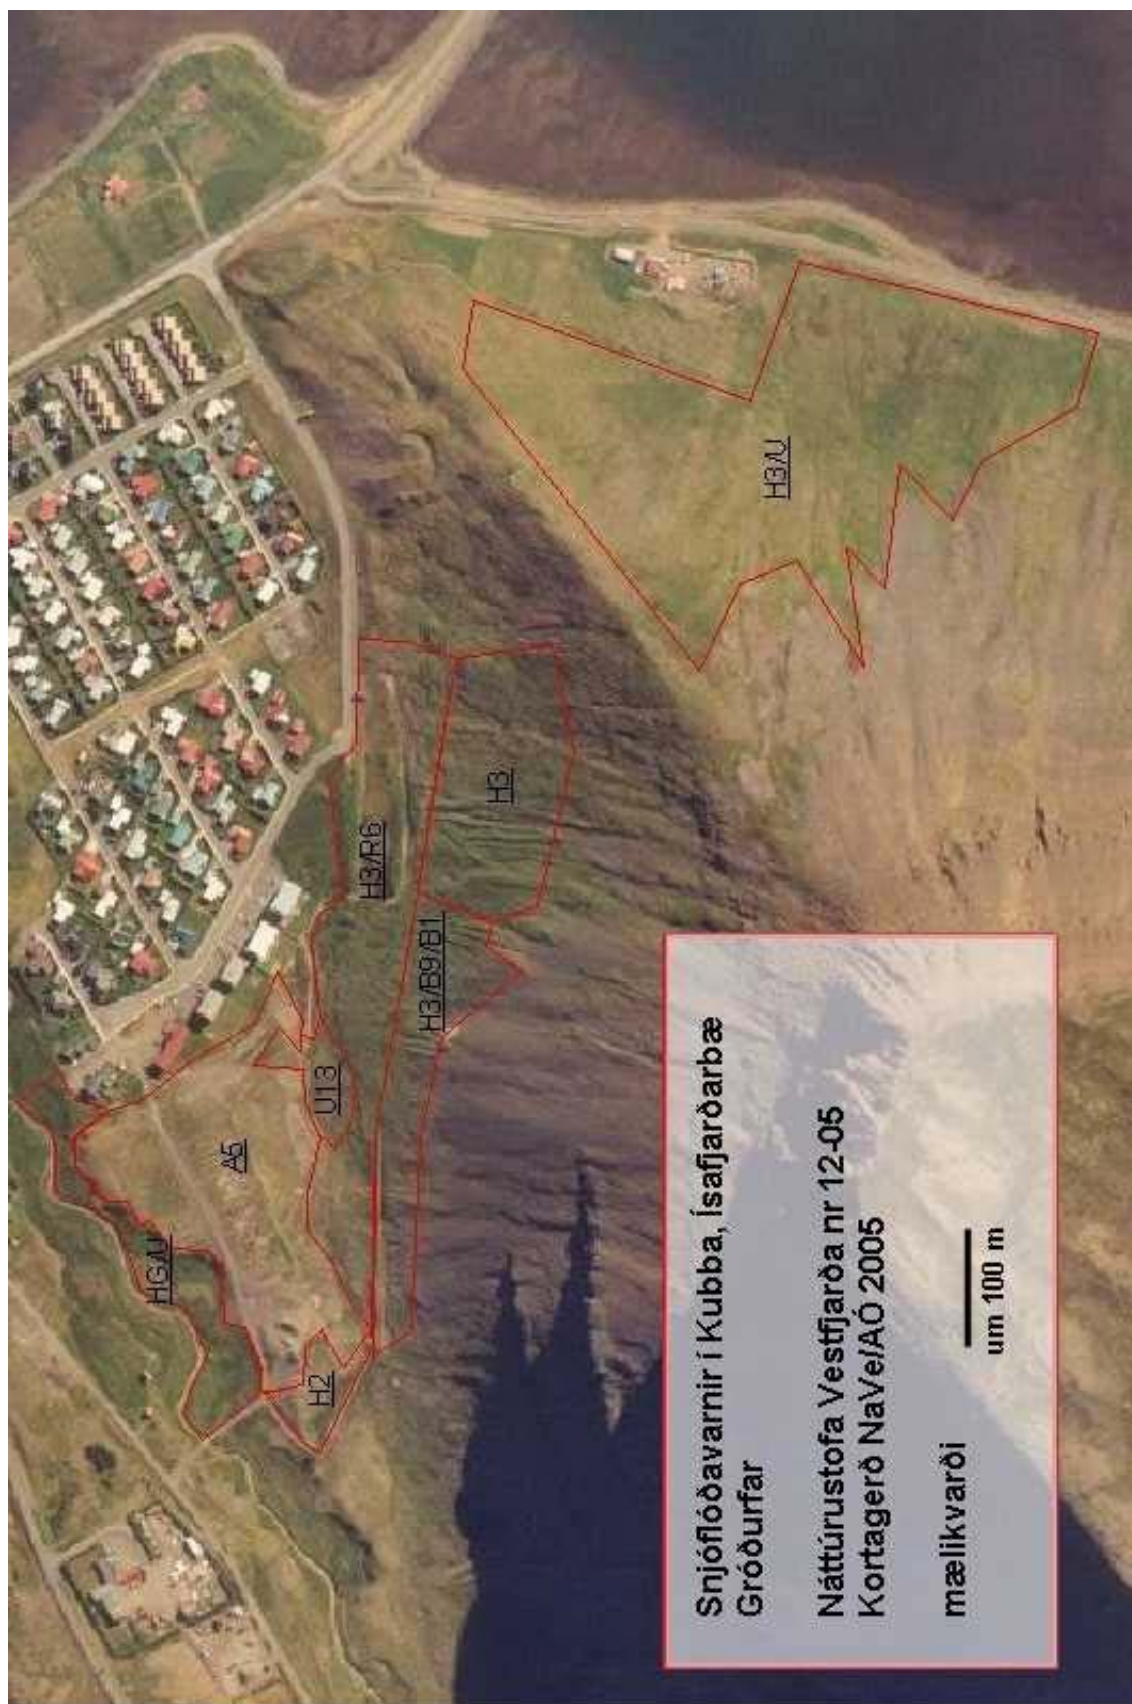 Snjóflóðavarnir í Kubba, Ísafjarðarbæ
Gróðurfar
Náttúrustofa Vestfjarða nr 12-05
Kortagerð NaVe/AÓ 2005
mælikvarði
um 100 m
HG/U
A5
H2
U13
H3/R6
H3/B9/B1
H3
H3/U